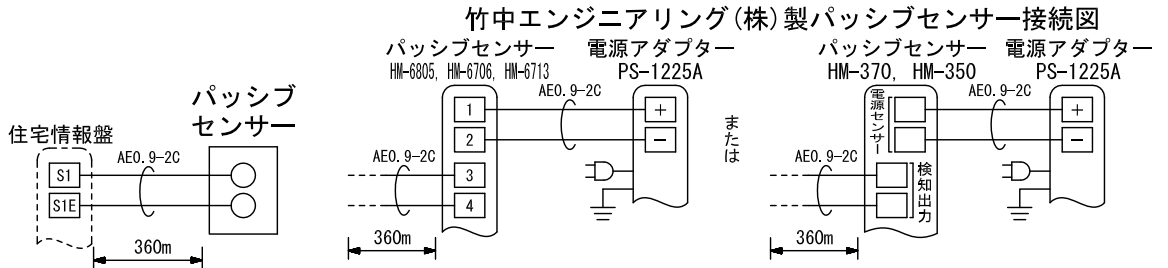 竹中エンジニアリング(株)製パッシブセンサー接続図
住宅情報盤
S1
S1E
AE0.9-2C
360m
パッシブ
センサー
パッシブセンサー
HM-6805, HM-6706, HM-6713
1
2
3
4
AE0.9-2C
360m
AE0.9-2C
電源アダプター
PS-1225A
+
−
または
パッシブセンサー
HM-370, HM-350
電源センサー
検知出力
AE0.9-2C
360m
AE0.9-2C
電源アダプター
PS-1225A
+
−